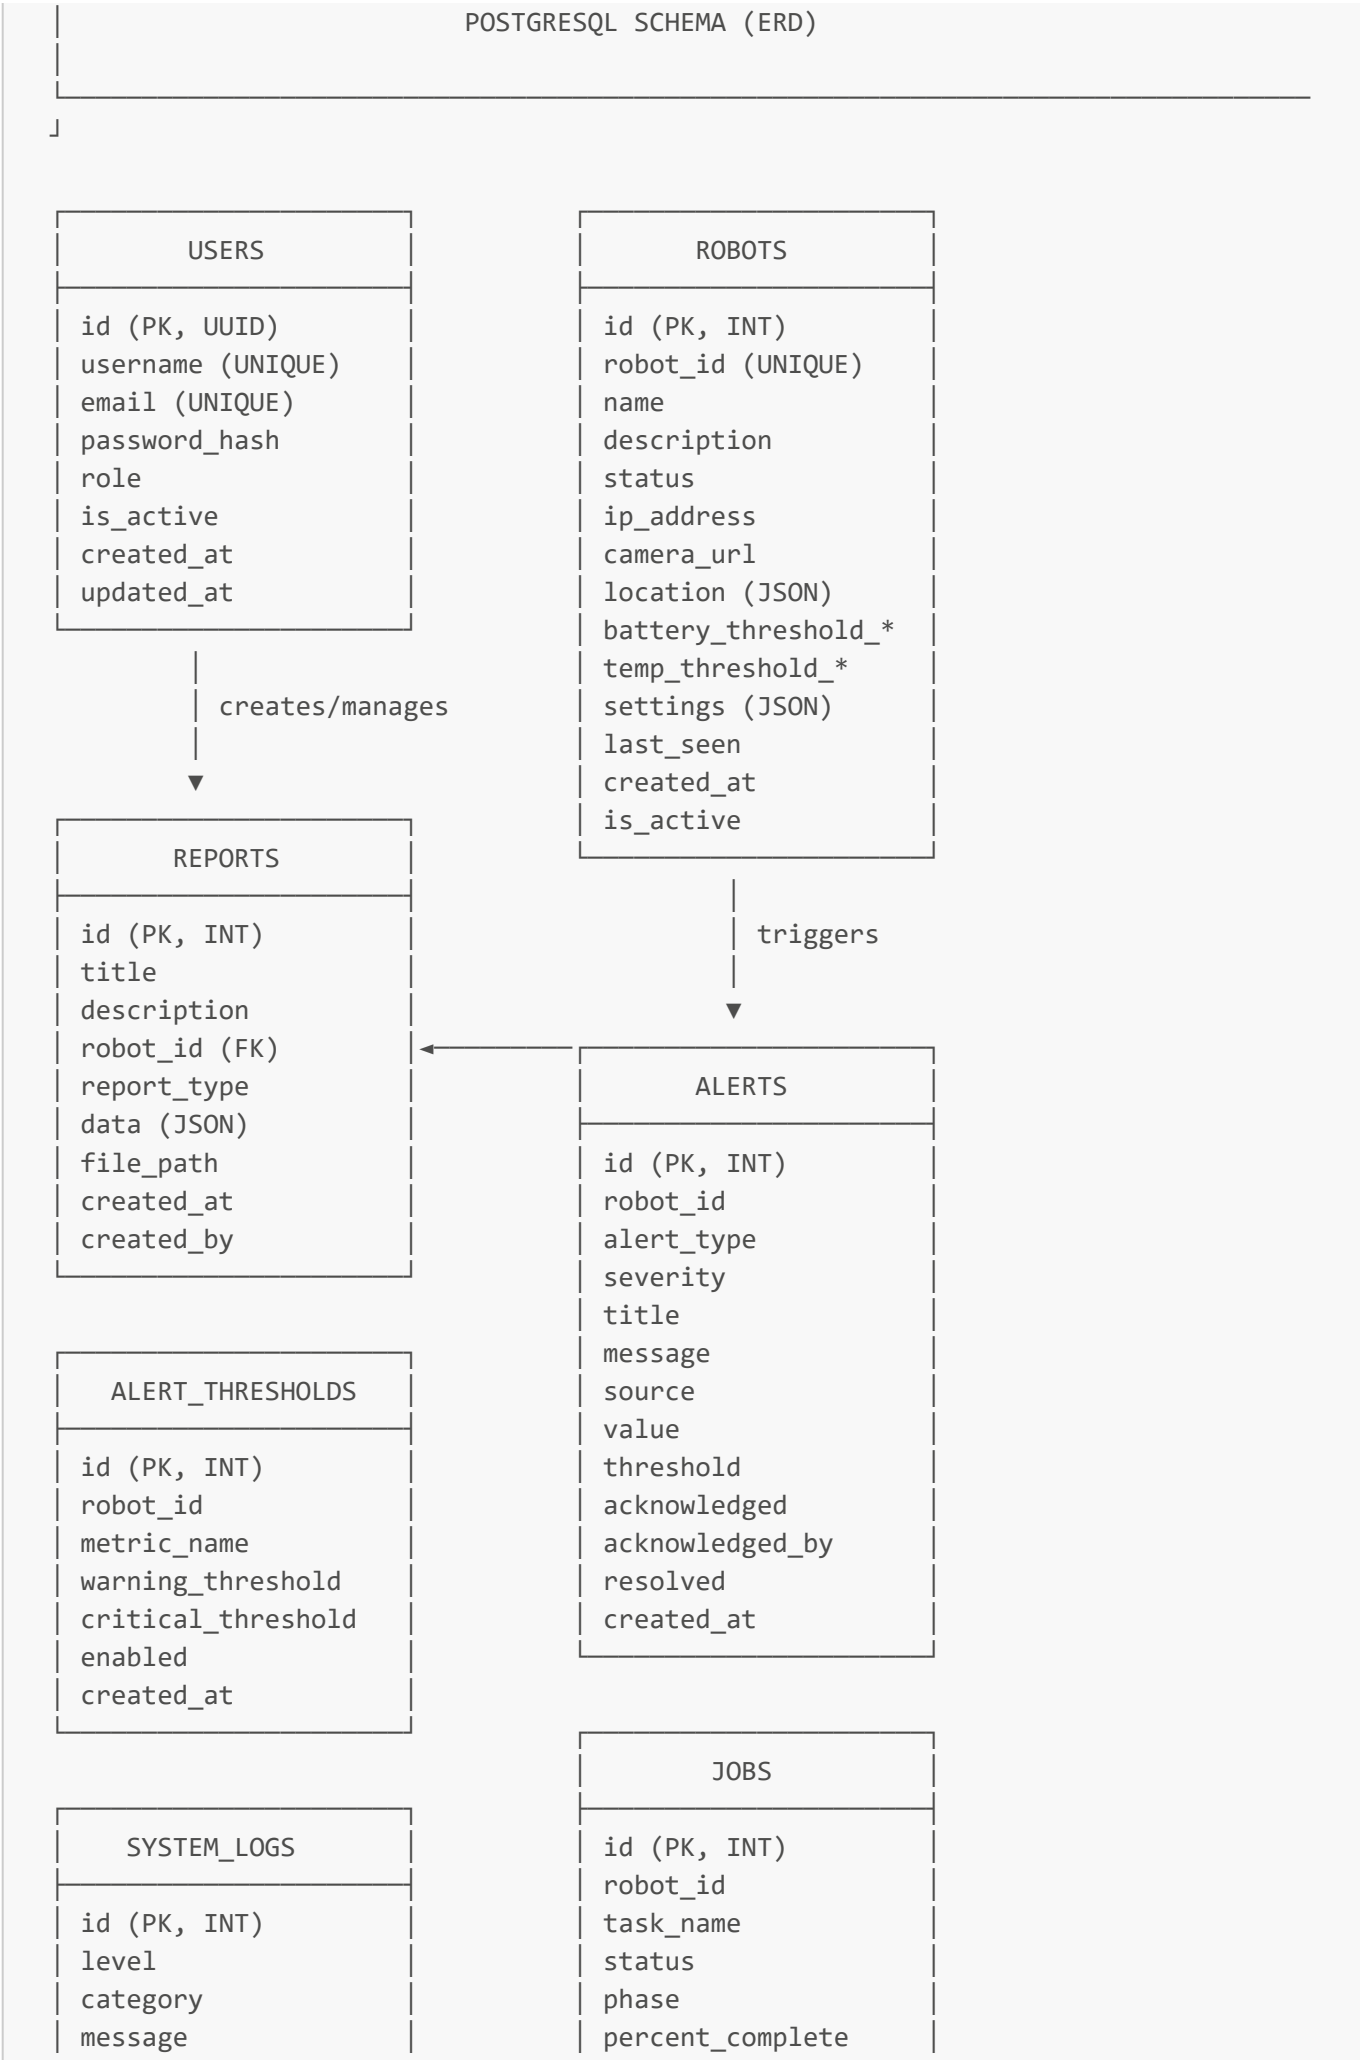 POSTGRESQL SCHEMA (ERD)
USERS
id (PK, UUID)
username (UNIQUE)
email (UNIQUE)
password_hash
role
is_active
created_at
updated_at
creates/manages
ROBOTS
id (PK, INT)
robot_id (UNIQUE)
name
description
status
ip_address
camera_url
location (JSON)
battery_threshold_*
temp_threshold_*
settings (JSON)
last_seen
created_at
is_active
triggers
REPORTS
id (PK, INT)
title
description
robot_id (FK)
report_type
data (JSON)
file_path
created_at
created_by
ALERTS
id (PK, INT)
robot_id
alert_type
severity
title
message
source
value
threshold
acknowledged
acknowledged_by
resolved
created_at
ALERT_THRESHOLDS
id (PK, INT)
robot_id
metric_name
warning_threshold
critical_threshold
enabled
created_at
JOBS
id (PK, INT)
robot_id
task_name
status
phase
percent_complete
SYSTEM_LOGS
id (PK, INT)
level
category
message